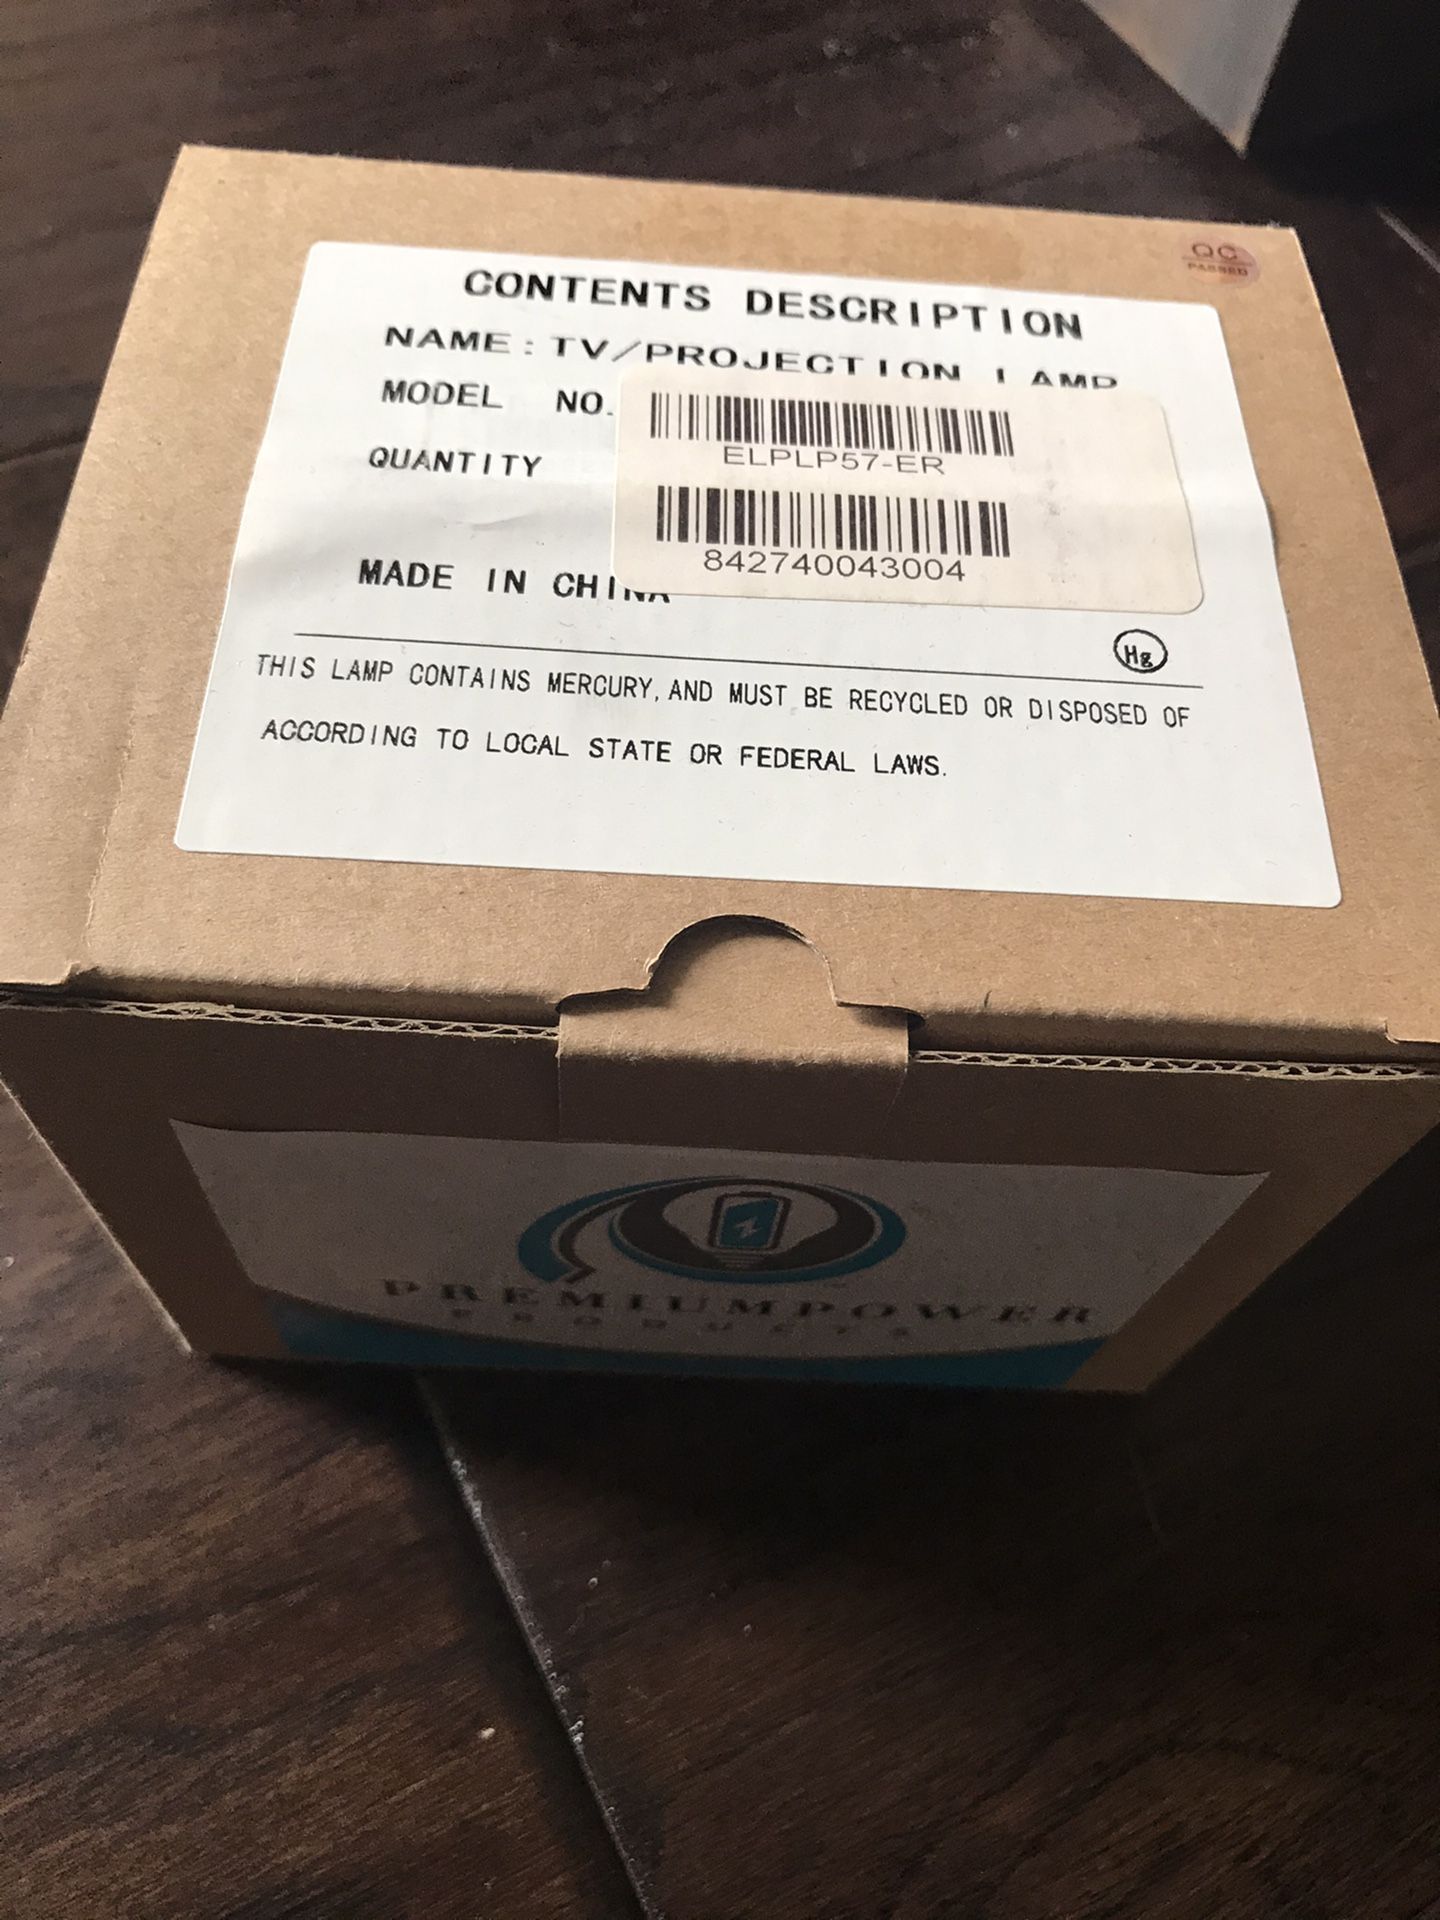 QC
PASSED
CONTENTS DESCRIPTION
NAME: TV/PROJECTION LAMP
MODEL NO.
ELPLP57-ER
QUANTITY
842740043004
MADE IN CHINA
Hg
THIS LAMP CONTAINS MERCURY, AND MUST BE RECYCLED OR DISPOSED OF
ACCORDING TO LOCAL STATE OR FEDERAL LAWS.
PREMIUMPOWER
PRODUCTS